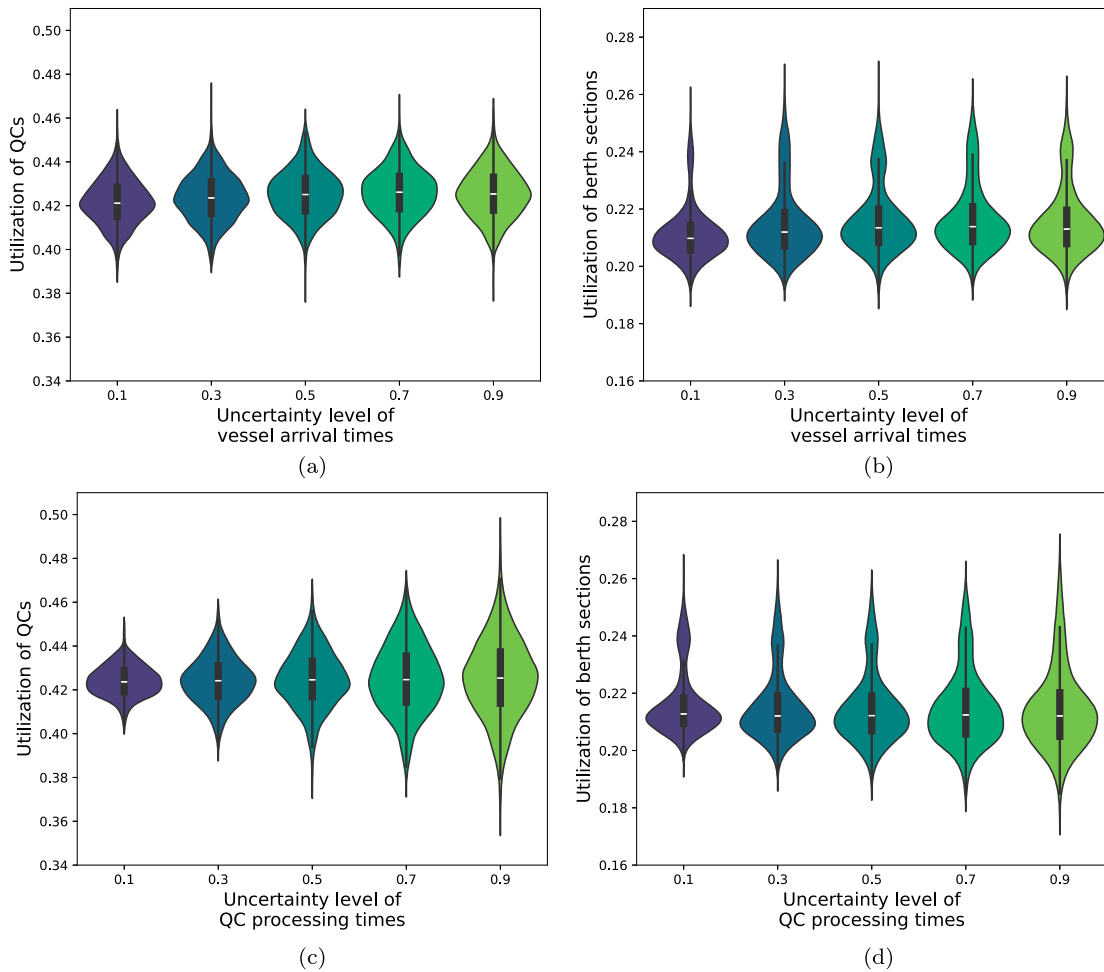 0.50
0.48
0.46
0.44
0.42
0.40
0.38
0.36
0.34
Utilization of QCs
0.1 0.3 0.5 0.7 0.9
Uncertainty level of
vessel arrival times
(a)
0.28
0.26
0.24
0.22
0.20
0.18
0.16
Utilization of berth sections
0.1 0.3 0.5 0.7 0.9
Uncertainty level of
vessel arrival times
(b)
0.50
0.48
0.46
0.44
0.42
0.40
0.38
0.36
0.34
Utilization of QCs
0.1 0.3 0.5 0.7 0.9
Uncertainty level of
QC processing times
(c)
0.28
0.26
0.24
0.22
0.20
0.18
0.16
Utilization of berth sections
0.1 0.3 0.5 0.7 0.9
Uncertainty level of
QC processing times
(d)